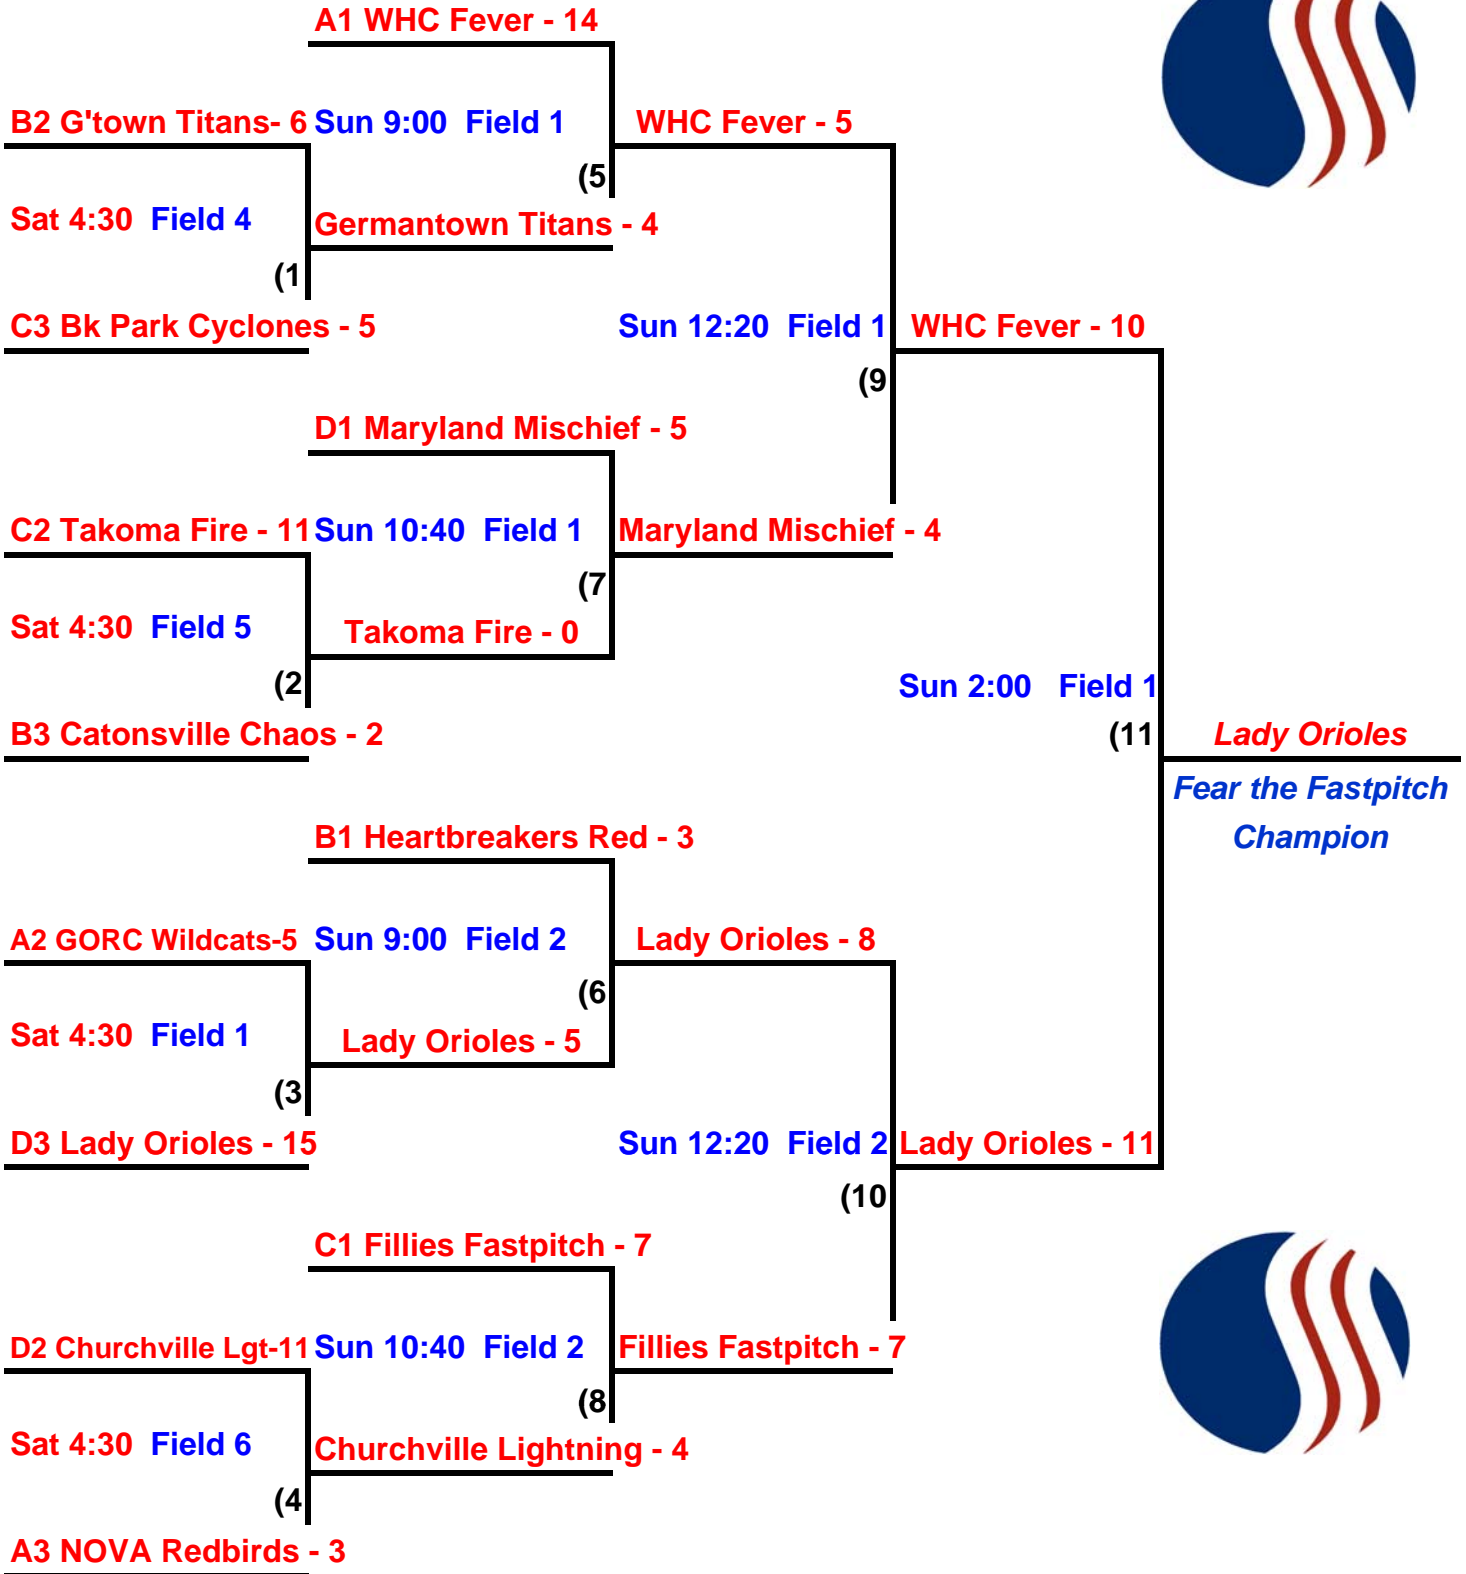 A1 WHC Fever - 14
B2 G'town Titans- 6 Sun 9:00 Field 1 WHC Fever - 5
(5
Sat 4:30 Field 4 Germantown Titans - 4
(1
C3 Bk Park Cyclones - 5 Sun 12:20 Field 1 WHC Fever - 10
(9
D1 Maryland Mischief - 5
C2 Takoma Fire - 11 Sun 10:40 Field 1 Maryland Mischief - 4
(7
Sat 4:30 Field 5 Takoma Fire - 0
(2 Sun 2:00 Field 1
B3 Catonsville Chaos - 2 (11 Lady Orioles
Fear the Fastpitch
B1 Heartbreakers Red - 3 Champion
A2 GORC Wildcats-5 Sun 9:00 Field 2 Lady Orioles - 8
(6
Sat 4:30 Field 1 Lady Orioles - 5
(3
D3 Lady Orioles - 15 Sun 12:20 Field 2 Lady Orioles - 11
(10
C1 Fillies Fastpitch - 7
D2 Churchville Lgt-11 Sun 10:40 Field 2 Fillies Fastpitch - 7
(8
Sat 4:30 Field 6 Churchville Lightning - 4
(4
A3 NOVA Redbirds - 3